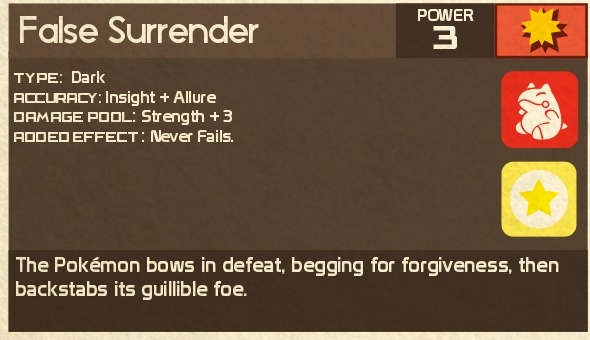 False Surrender
POWER
3
TYPE: Dark
ACCURACY: Insight + Allure
DAMAGE POOL: Strength + 3
ADDED EFFECT: Never Fails.
The Pokémon bows in defeat, begging for forgiveness, then
backstabs its guillible foe.